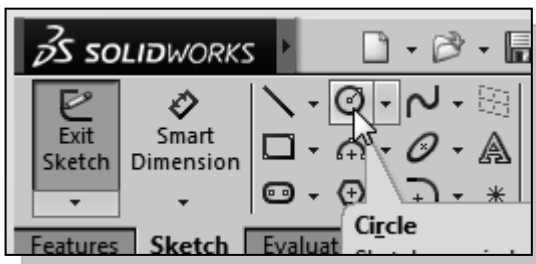 SOLIDWORKS
Exit
Sketch
Smart
Dimension
Circle
Features
Sketch
Evaluat